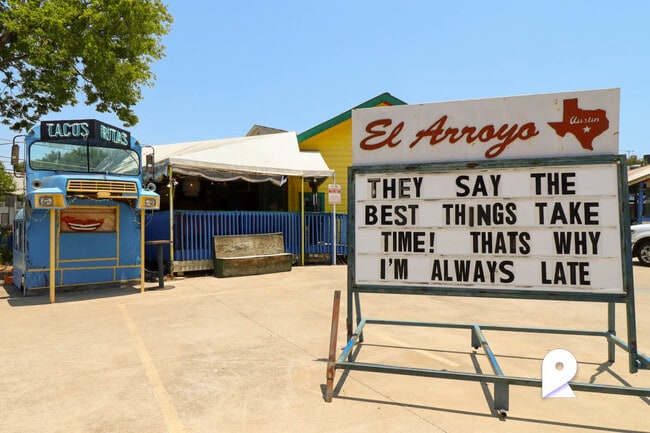 TACOS RITAS
El Arroyo
Austin
THEY SAY THE
BEST THINGS TAKE
TIME! THATS WHY
I'M ALWAYS LATE